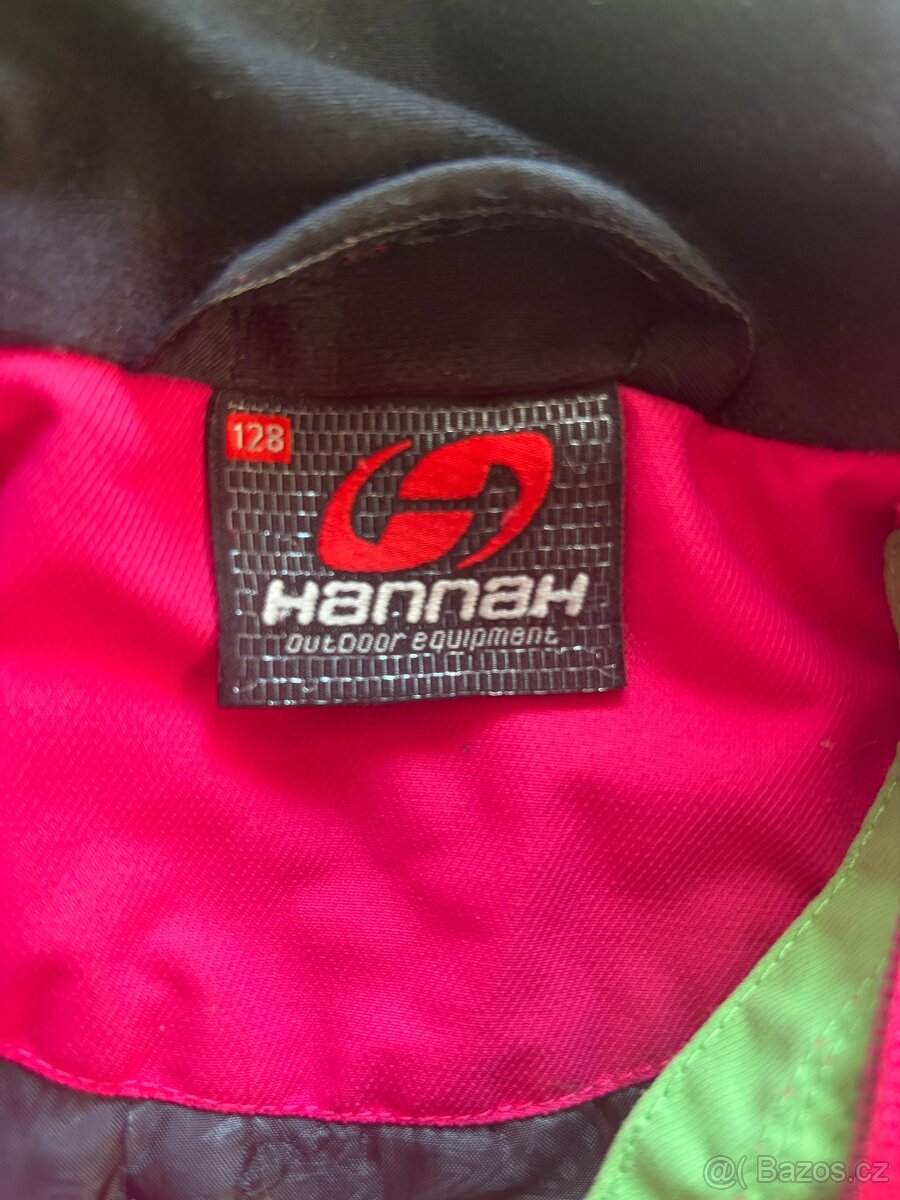 128
Hannah
outdoor equipment
@( Bazos.cz